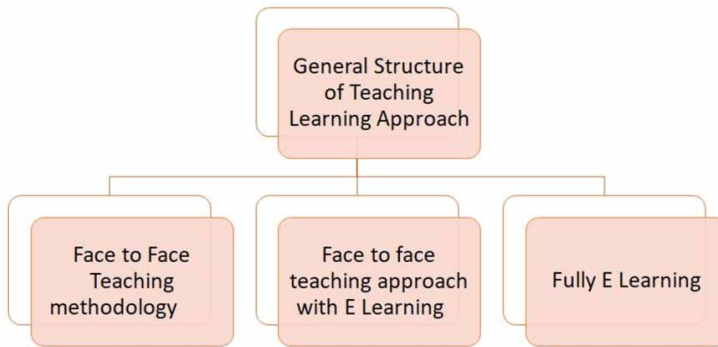 General Structure
of Teaching
Learning Approach
Face to Face
Teaching
methodology
Face to face
teaching approach
with E Learning
Fully E Learning